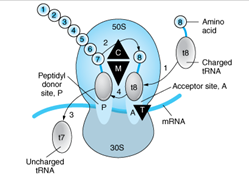 1
2
3
4
5
6
7
50S
2
C
M
8
8
Amino
acid
t8
Charged
tRNA
1
Peptidyl
donor
site, P
4
t8
Acceptor site, A
P
A
T
mRNA
3
t7
30S
Uncharged
tRNA